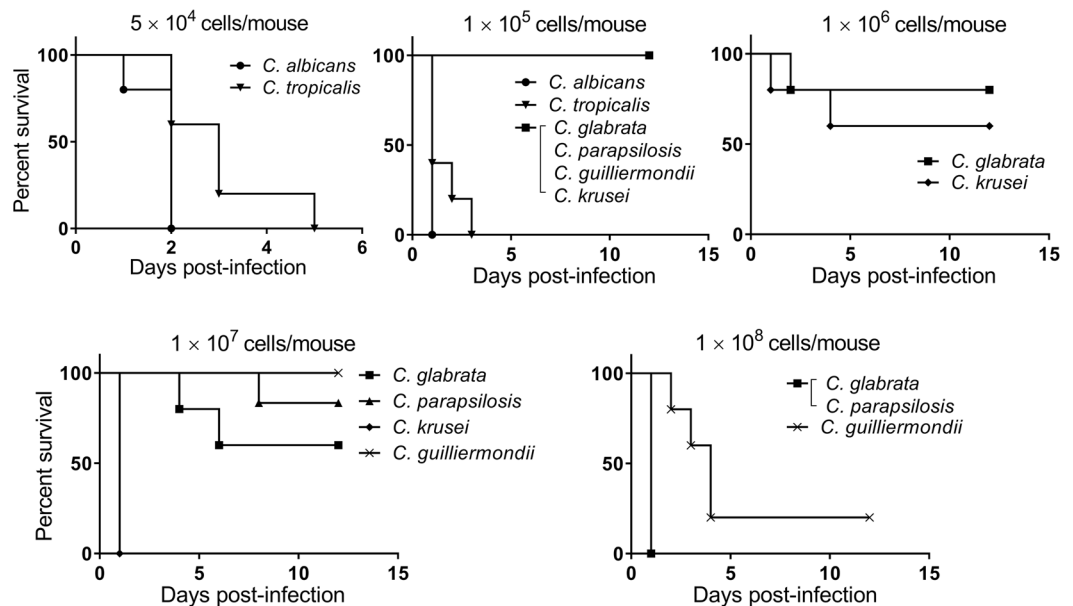 5 × 10⁴ cells/mouse
Percent survival
100
50
0
0 2 4 6
Days post-infection
C. albicans
C. tropicalis
1 × 10⁵ cells/mouse
100
50
0
0 5 10 15
Days post-infection
C. albicans
C. tropicalis
C. glabrata
C. parapsilosis
C. guilliermondii
C. krusei
1 × 10⁶ cells/mouse
100
50
0
0 5 10 15
Days post-infection
C. glabrata
C. krusei
1 × 10⁷ cells/mouse
Percent survival
100
50
0
0 5 10 15
Days post-infection
C. glabrata
C. parapsilosis
C. krusei
C. guilliermondii
1 × 10⁸ cells/mouse
100
50
0
0 5 10 15
Days post-infection
C. glabrata
C. parapsilosis
C. guilliermondii